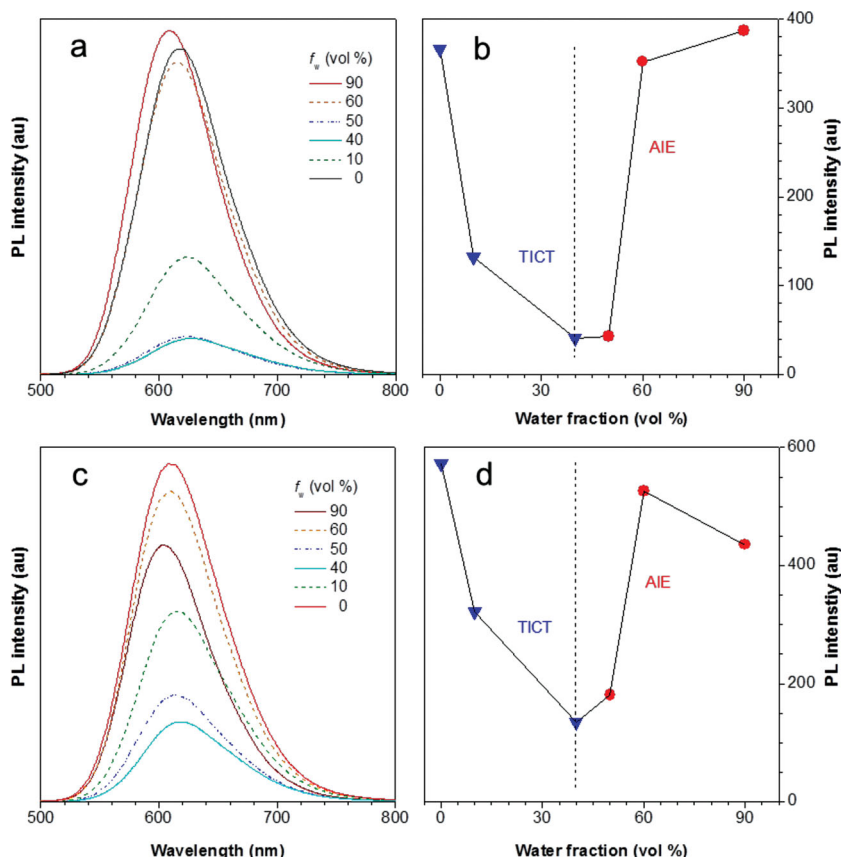 a
f_w (vol %)
90
60
50
40
10
0
PL intensity (au)
500
600
700
800
Wavelength (nm)
b
TICT
AIE
0
100
200
300
400
PL intensity (au)
0
30
60
90
Water fraction (vol %)
c
f_w (vol %)
90
60
50
40
10
0
PL intensity (au)
500
600
700
800
Wavelength (nm)
d
TICT
AIE
0
200
400
600
PL intenstiy (au)
0
30
60
90
Water fraction (vol %)